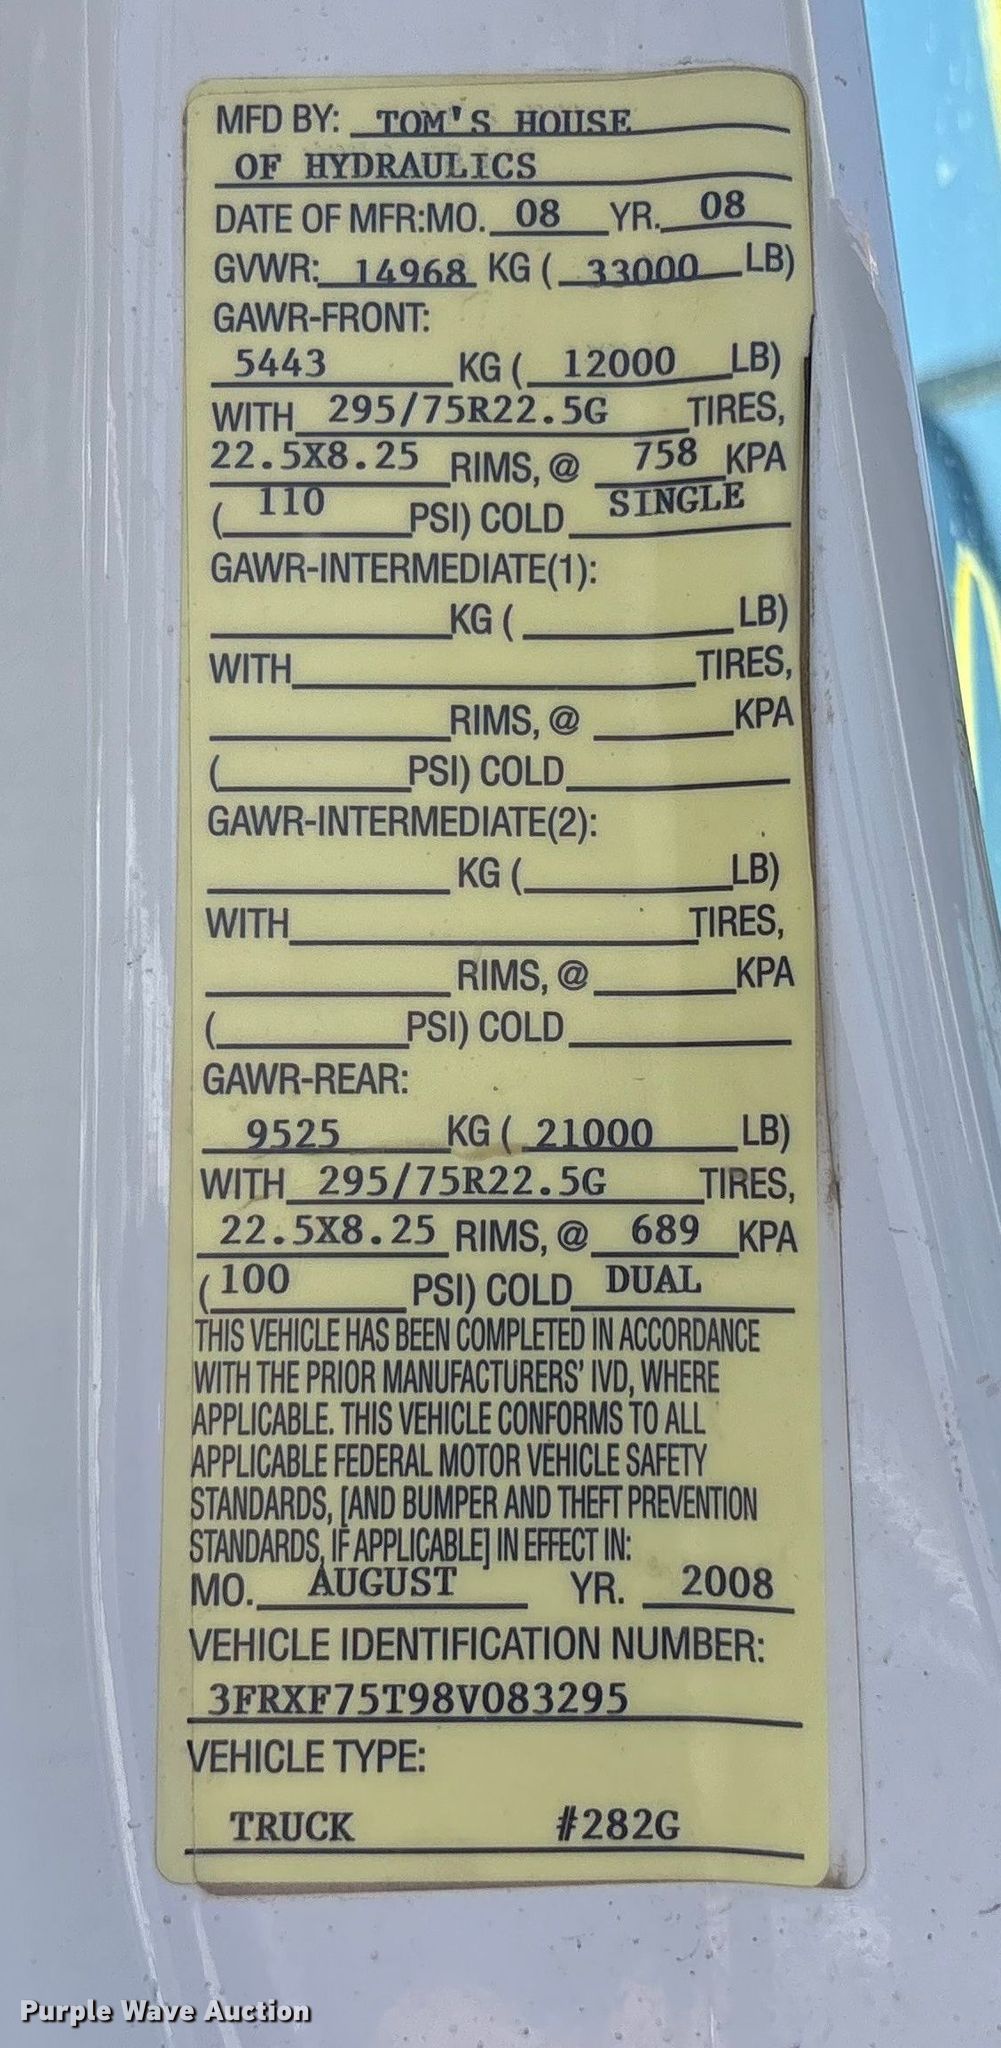 MFD BY: TOM'S HOUSE
OF HYDRAULICS
DATE OF MFR:MO. 08 YR. 08
GVWR: 14968 KG ( 33000 LB)
GAWR-FRONT:
5443 KG ( 12000 LB)
WITH 295/75R22.5G TIRES,
22.5X8.25 RIMS, @ 758 KPA
( 110 PSI) COLD SINGLE
GAWR-INTERMEDIATE(1):
KG ( LB)
WITH TIRES,
RIMS, @ KPA
( PSI) COLD
GAWR-INTERMEDIATE(2):
KG ( LB)
WITH TIRES,
RIMS, @ KPA
( PSI) COLD
GAWR-REAR:
9525 KG ( 21000 LB)
WITH 295/75R22.5G TIRES,
22.5X8.25 RIMS, @ 689 KPA
( 100 PSI) COLD DUAL
THIS VEHICLE HAS BEEN COMPLETED IN ACCORDANCE
WITH THE PRIOR MANUFACTURERS' IVD, WHERE
APPLICABLE. THIS VEHICLE CONFORMS TO ALL
APPLICABLE FEDERAL MOTOR VEHICLE SAFETY
STANDARDS, [AND BUMPER AND THEFT PREVENTION
STANDARDS, IF APPLICABLE] IN EFFECT IN:
MO. AUGUST YR. 2008
VEHICLE IDENTIFICATION NUMBER:
3FRXF75T98V083295
VEHICLE TYPE:
TRUCK #282G
Purple Wave Auction